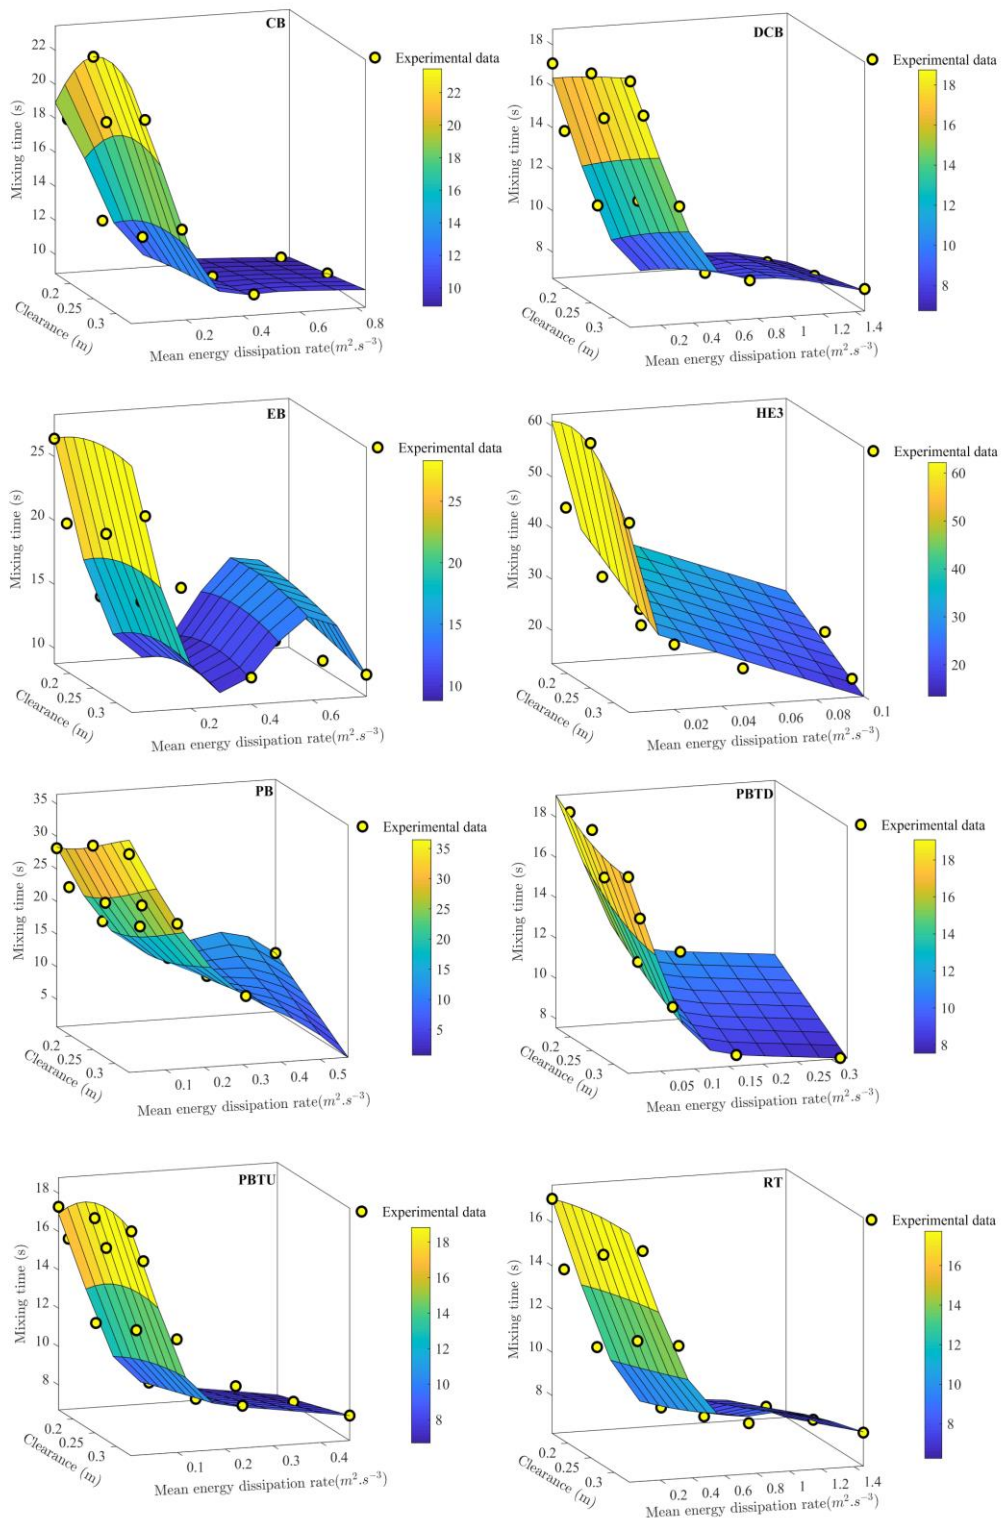 CB
Experimental data
22
20
18
16
14
12
10
Mixing time (s)
0.2
0.25
0.3
Clearance (m)
0.2
0.4
0.6
0.8
Mean energy dissipation rate(m².s⁻³)
22
20
18
16
14
12
10
DCB
Experimental data
18
16
14
12
10
8
Mixing time (s)
0.2
0.25
0.3
Clearance (m)
0.2 0.4 0.6 0.8 1 1.2 1.4
Mean energy dissipation rate(m².s⁻³)
18
16
14
12
10
8
EB
Experimental data
25
20
15
10
Mixing time (s)
0.2
0.25
0.3
Clearance (m)
0.2
0.4
0.6
Mean energy dissipation rate(m².s⁻³)
25
20
15
10
HE3
Experimental data
60
50
40
30
20
Mixing time (s)
0.2
0.25
0.3
Clearance (m)
0.02 0.04 0.06 0.08 0.1
Mean energy dissipation rate(m².s⁻³)
60
50
40
30
20
PB
Experimental data
35
30
25
20
15
10
5
Mixing time (s)
0.2
0.25
0.3
Clearance (m)
0.1 0.2 0.3 0.4 0.5
Mean energy dissipation rate(m².s⁻³)
35
30
25
20
15
10
5
PBTD
Experimental data
18
16
14
12
10
8
Mixing time (s)
0.2
0.25
0.3
Clearance (m)
0.05 0.1 0.15 0.2 0.25 0.3
Mean energy dissipation rate(m².s⁻³)
18
16
14
12
10
8
PBTU
Experimental data
18
16
14
12
10
8
Mixing time (s)
0.2
0.25
0.3
Clearance (m)
0.1 0.2 0.3 0.4
Mean energy dissipation rate(m².s⁻³)
18
16
14
12
10
8
RT
Experimental data
16
14
12
10
8
Mixing time (s)
0.2
0.25
0.3
Clearance (m)
0.2 0.4 0.6 0.8 1 1.2 1.4
Mean energy dissipation rate(m².s⁻³)
16
14
12
10
8